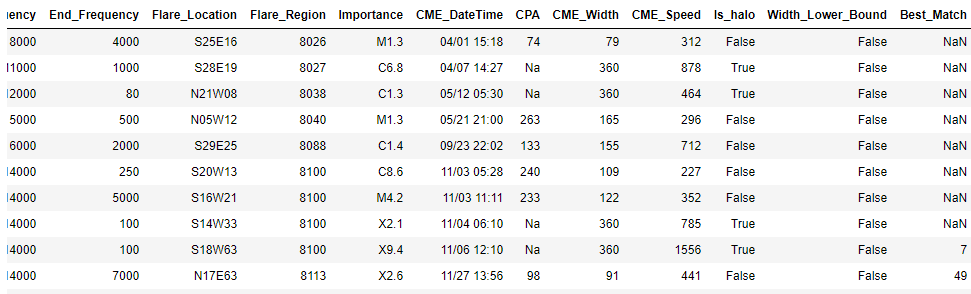 uency End_Frequency Flare_Location Flare_Region Importance CME_DateTime CPA CME_Width CME_Speed Is_halo Width_Lower_Bound Best_Match
8000 4000 S25E16 8026 M1.3 04/01 15:18 74 79 312 False False NaN
11000 1000 S28E19 8027 C6.8 04/07 14:27 Na 360 878 True False NaN
12000 80 N21W08 8038 C1.3 05/12 05:30 Na 360 464 True False NaN
5000 500 N05W12 8040 M1.3 05/21 21:00 263 165 296 False False NaN
6000 2000 S29E25 8088 C1.4 09/23 22:02 133 155 712 False False NaN
14000 250 S20W13 8100 C8.6 11/03 05:28 240 109 227 False False NaN
14000 5000 S16W21 8100 M4.2 11/03 11:11 233 122 352 False False NaN
14000 100 S14W33 8100 X2.1 11/04 06:10 Na 360 785 True False NaN
14000 100 S18W63 8100 X9.4 11/06 12:10 Na 360 1556 True False 7
14000 7000 N17E63 8113 X2.6 11/27 13:56 98 91 441 False False 49